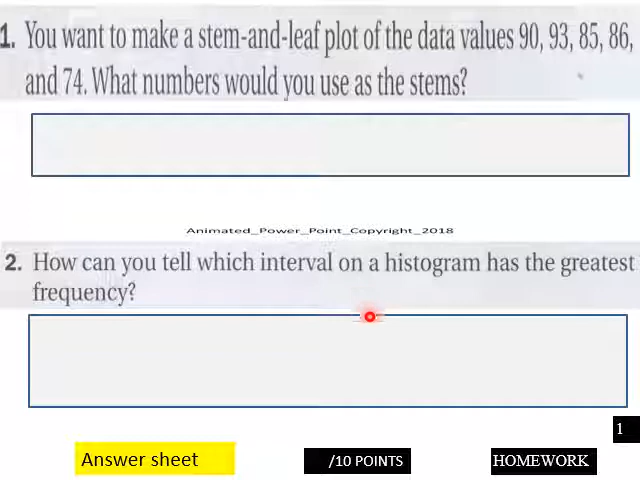 1. You want to make a stem-and-leaf plot of the data values 90, 93, 85, 86,
and 74. What numbers would you use as the stems?
Animated_Power_Point_Copyright_2018
2. How can you tell which interval on a histogram has the greatest
frequency?
1
Answer sheet
/10 POINTS
HOMEWORK